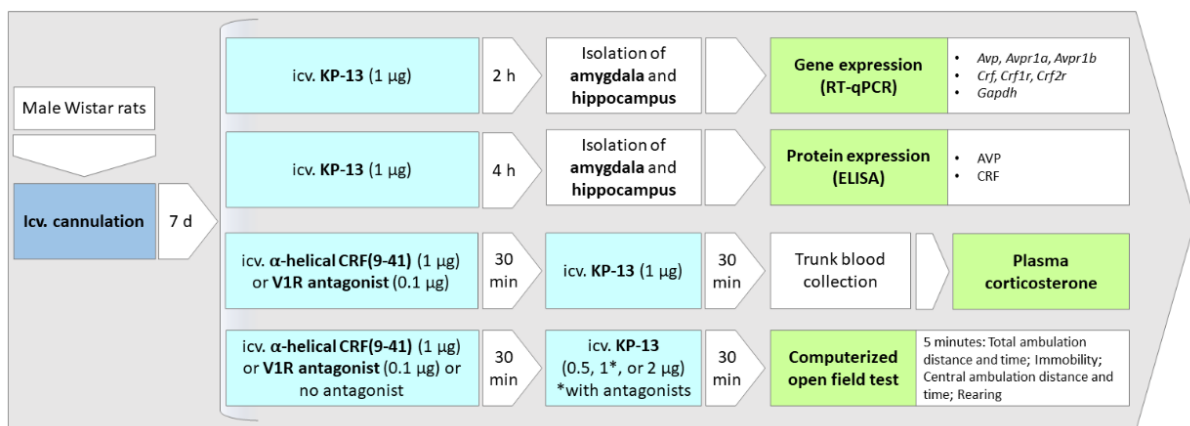 Male Wistar rats
Icv. cannulation
7 d
icv. KP-13 (1 µg)
2 h
Isolation of
amygdala and
hippocampus
Gene expression
(RT-qPCR)
• Avp, Avpr1a, Avpr1b
• Crf, Crf1r, Crf2r
• Gapdh
icv. KP-13 (1 µg)
4 h
Isolation of
amygdala and
hippocampus
Protein expression
(ELISA)
• AVP
• CRF
icv. α-helical CRF(9-41) (1 µg)
or V1R antagonist (0.1 µg)
30
min
icv. KP-13 (1 µg)
30
min
Trunk blood
collection
Plasma
corticosterone
icv. α-helical CRF(9-41) (1 µg)
or V1R antagonist (0.1 µg) or
no antagonist
30
min
icv. KP-13
(0.5, 1*, or 2 µg)
*with antagonists
30
min
Computerized
open field test
5 minutes: Total ambulation
distance and time; Immobility;
Central ambulation distance and
time; Rearing